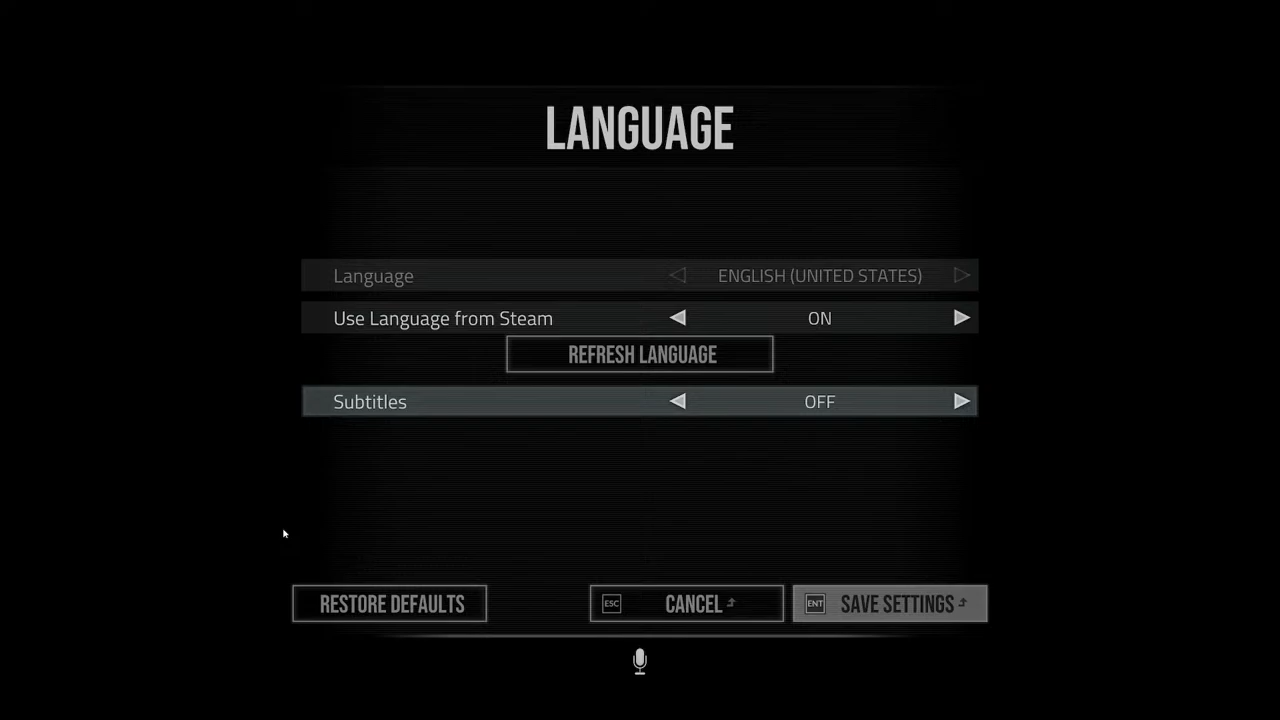 LANGUAGE
Language ENGLISH (UNITED STATES)
Use Language from Steam ON
REFRESH LANGUAGE
Subtitles OFF
RESTORE DEFAULTS ESC CANCEL ENT SAVE SETTINGS